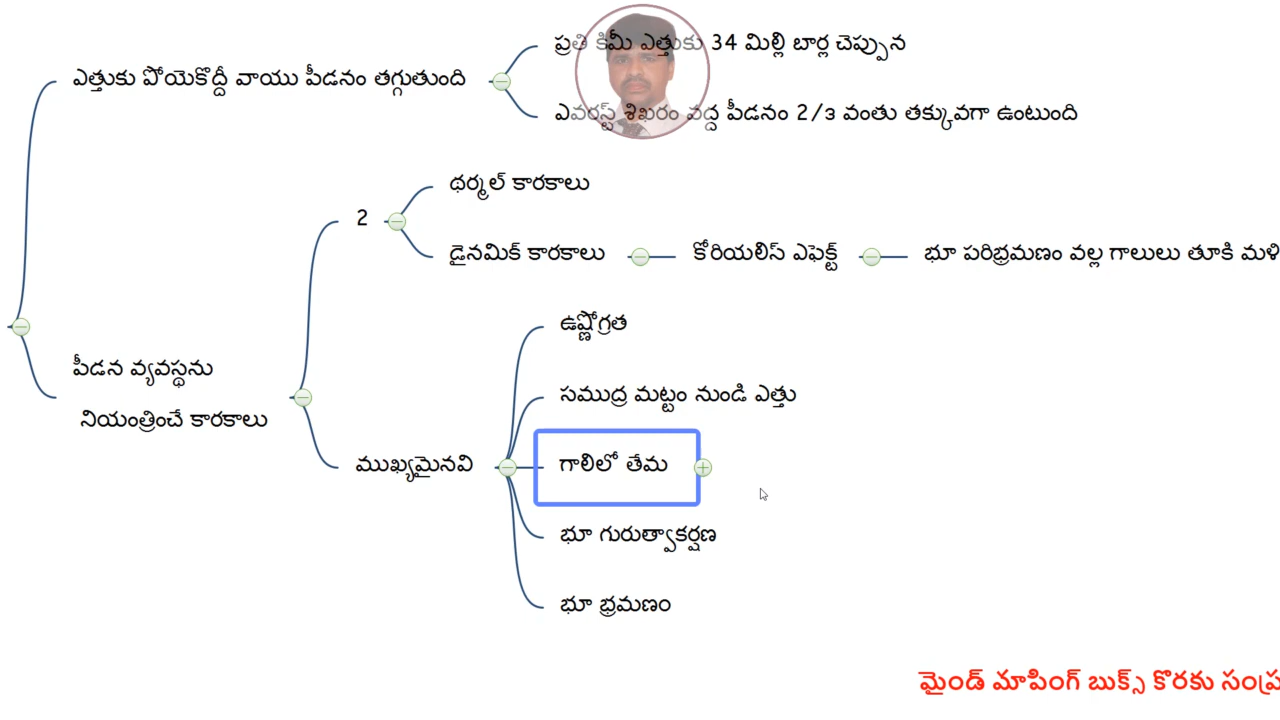 ప్రతి కిమీ ఎత్తుకు 34 మిల్లి బార్ల చెప్పున
ఎత్తుకు పోయెకొద్దీ వాయు పీడనం తగ్గుతుంది
ఎవరస్ట్ శిఖరం వద్ద పీడనం 2/3 వంతు తక్కువగా ఉంటుంది
థర్మల్ కారకాలు
2
డైనమిక్ కారకాలు
కోరియలిస్ ఎఫెక్ట్
భూ పరిభ్రమణం వల్ల గాలులు తూకి మళి
ఉష్ణోగ్రత
పీడన వ్యవస్థను
నియంత్రించే కారకాలు
సముద్ర మట్టం నుండి ఎత్తు
ముఖ్యమైనవి
గాలిలో తేమ
భూ గురుత్వాకర్షణ
భూ భ్రమణం
మైండ్ మాపింగ్ బుక్స్ కొరకు